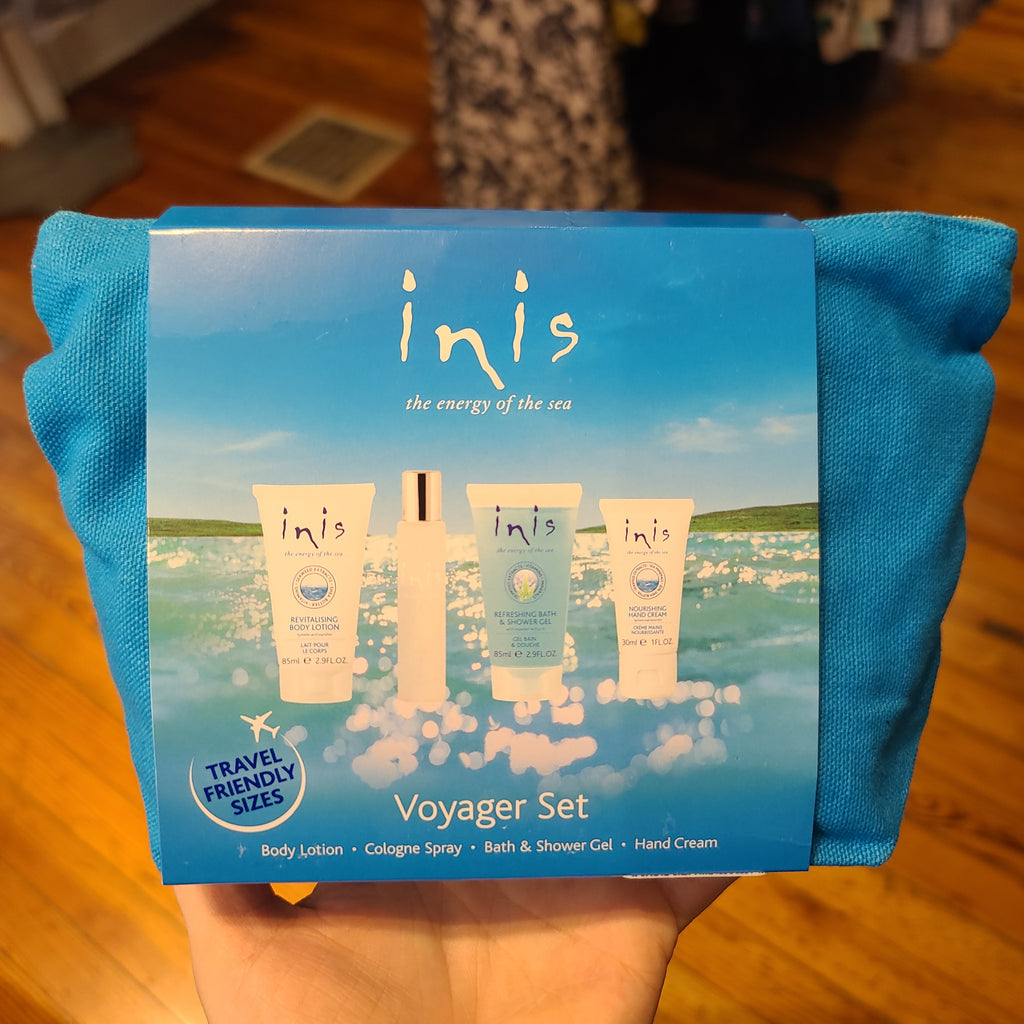 inis
the energy of the sea
inis
the energy of the sea
REVITALISING
BODY LOTION
LAIT POUR
LE CORPS
85ml e 2.9FL.OZ.
inis
inis
the energy of the sea
REFRESHING BATH
& SHOWER GEL
GEL BAIN
& DOUCHE
85ml e 2.9FL.OZ.
inis
the energy of the sea
NOURISHING
HAND CREAM
CRÈME MAINS
NOURRISSANTE
30ml e 1FL.OZ.
TRAVEL
FRIENDLY
SIZES
Voyager Set
Body Lotion • Cologne Spray • Bath & Shower Gel • Hand Cream